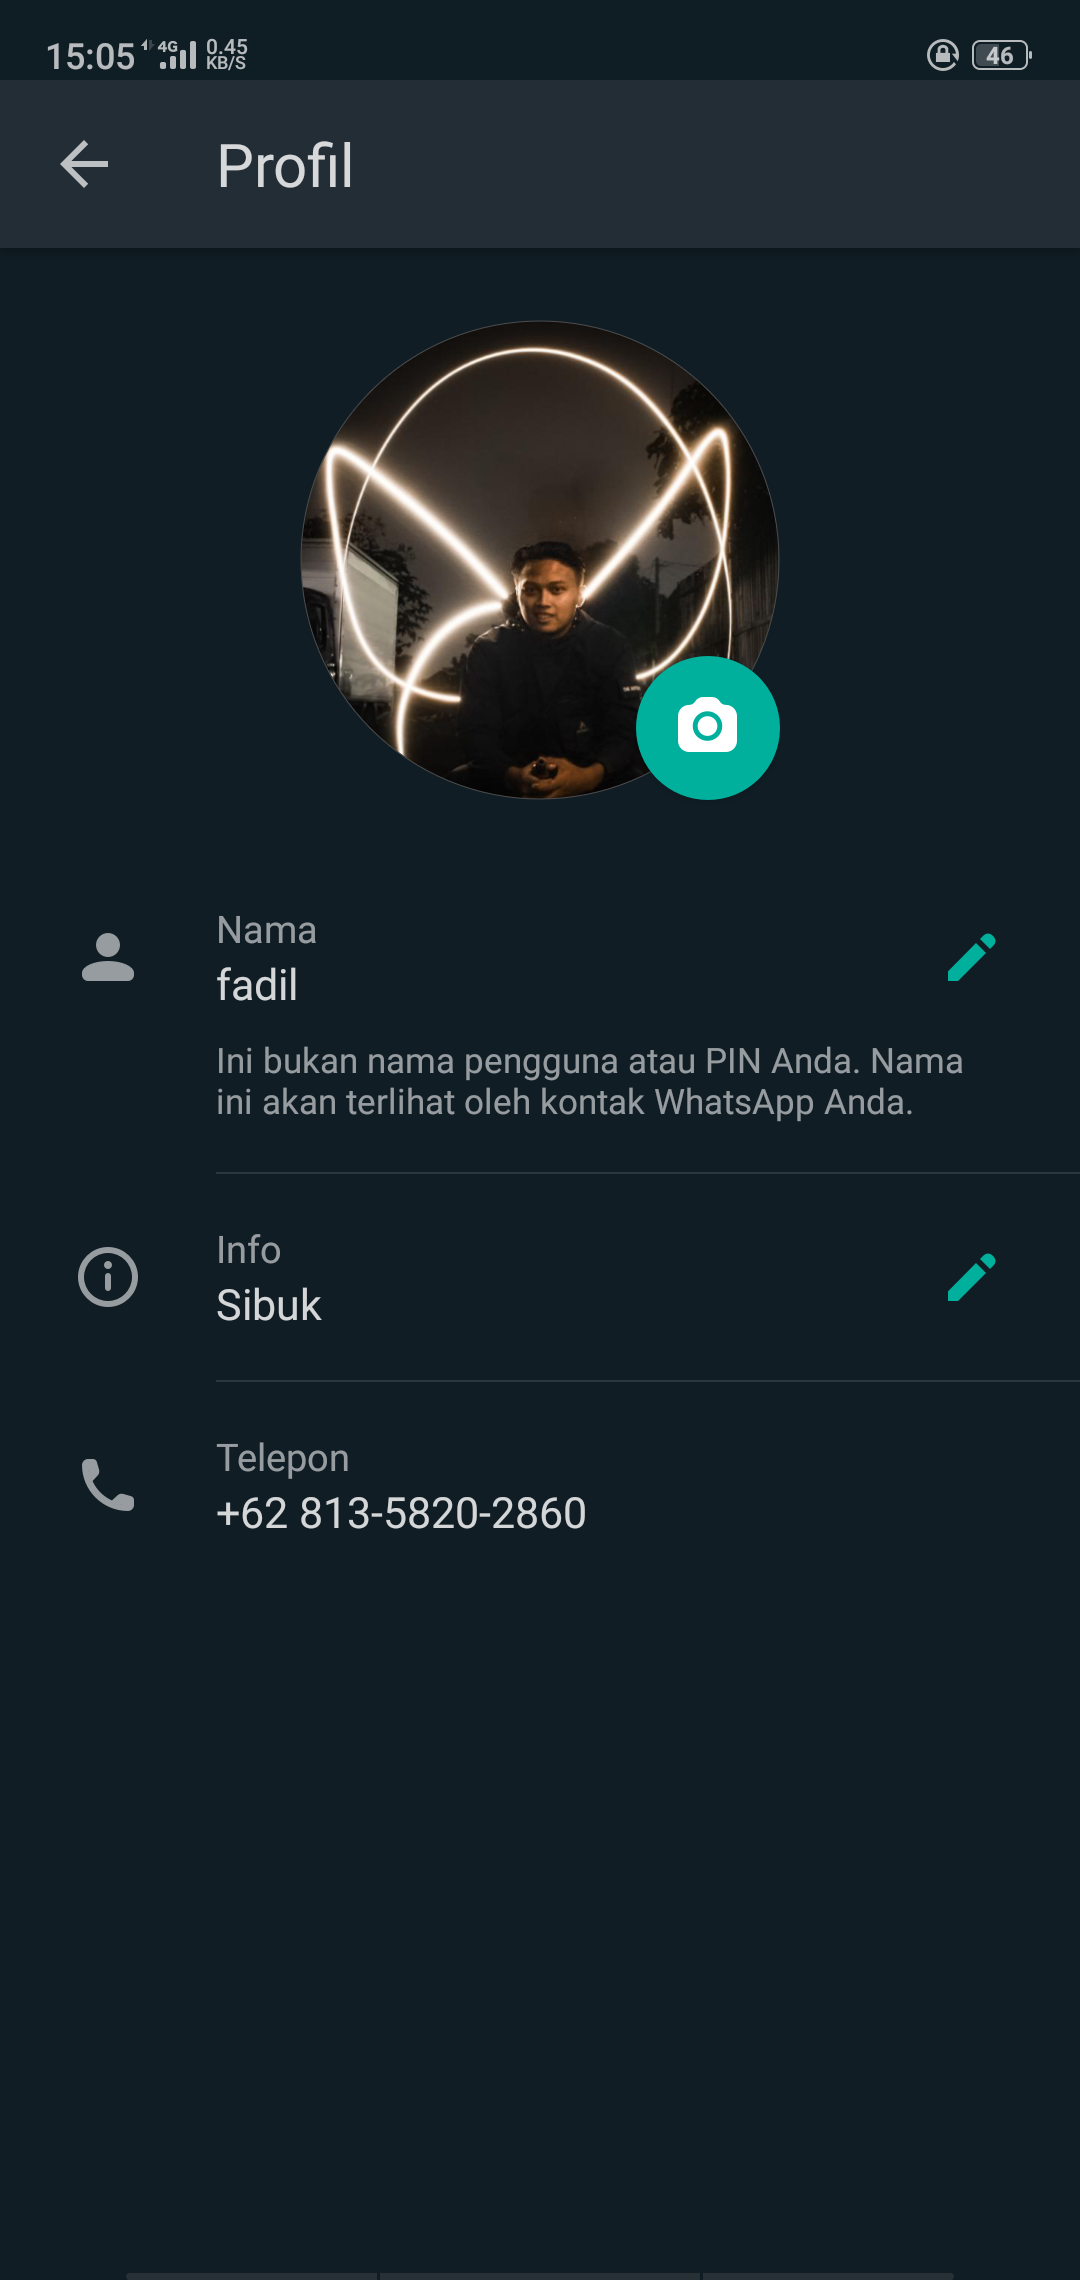 15:05 4G 0.45 KB/S 46
Profil
Nama
fadil
Ini bukan nama pengguna atau PIN Anda. Nama
ini akan terlihat oleh kontak WhatsApp Anda.
Info
Sibuk
Telepon
+62 813-5820-2860